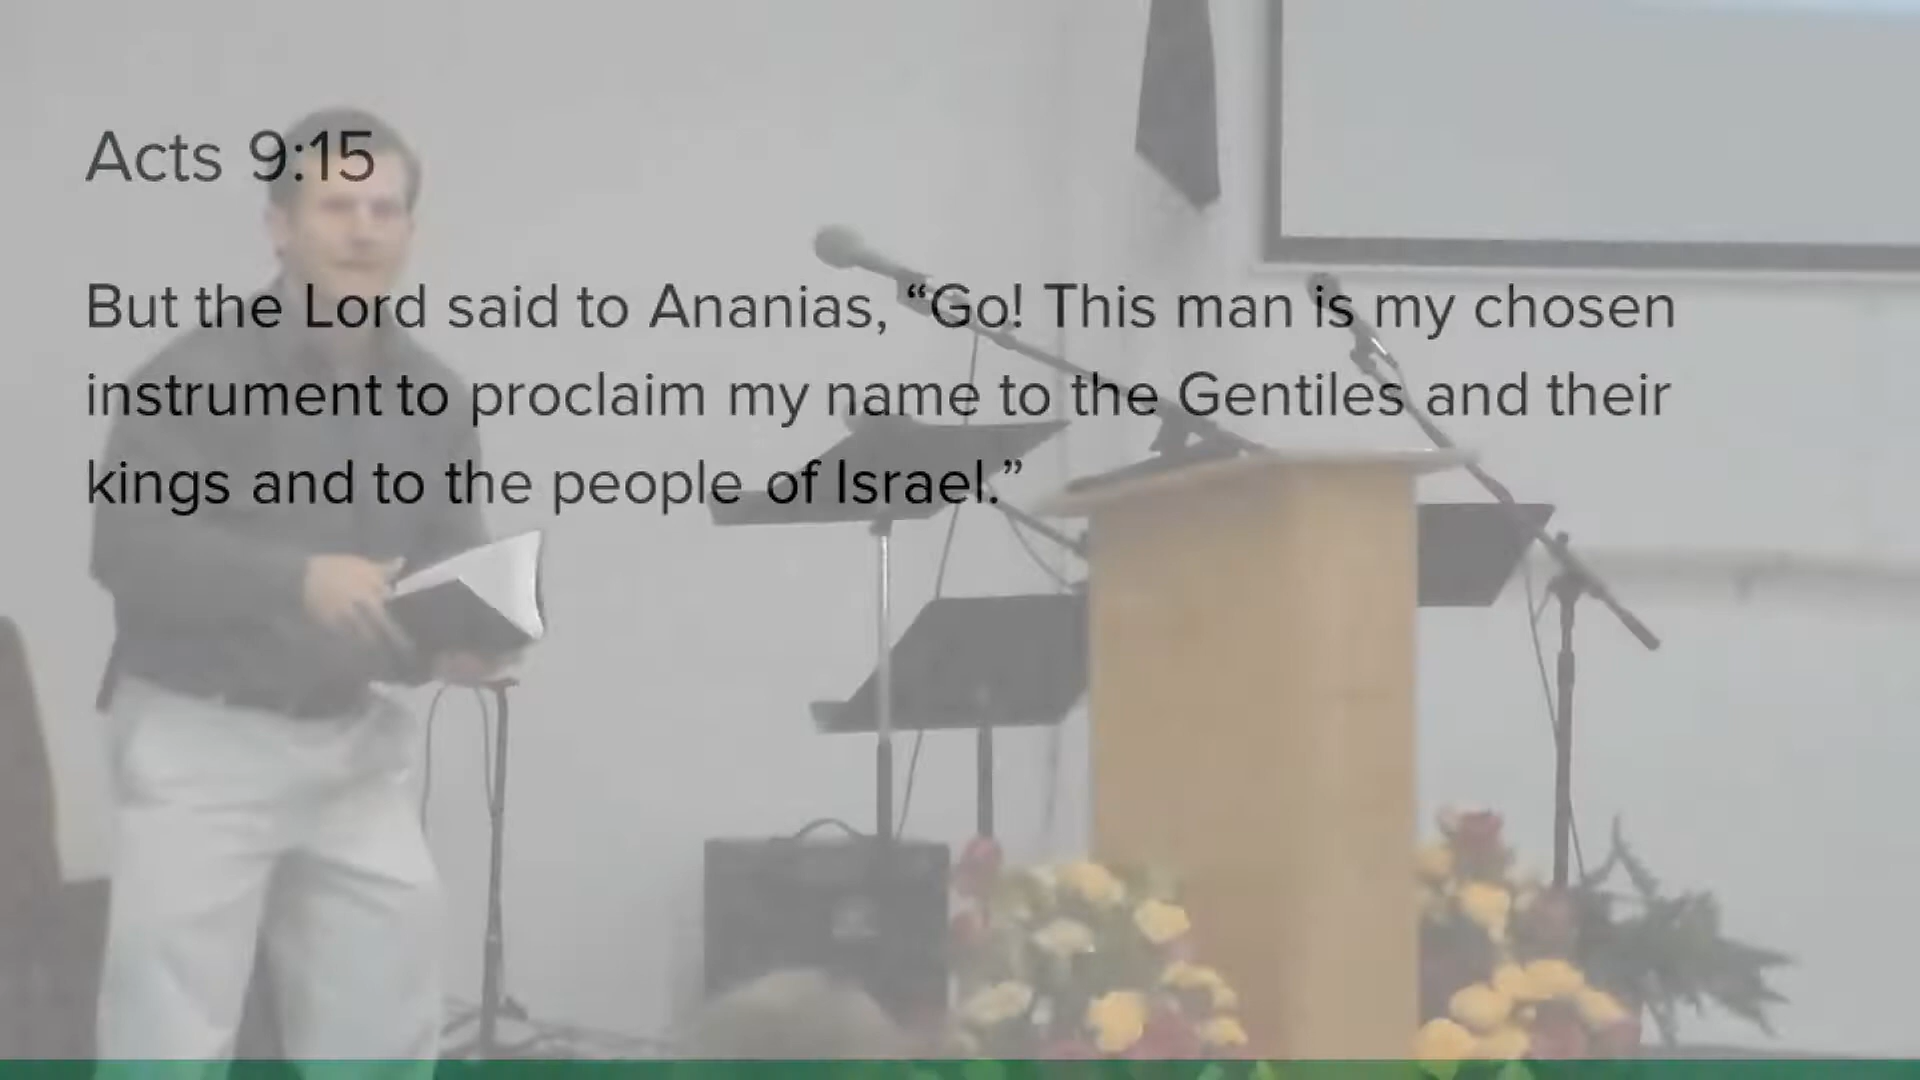 Acts 9:15
But the Lord said to Ananias, “Go! This man is my chosen
instrument to proclaim my name to the Gentiles and their
kings and to the people of Israel.”